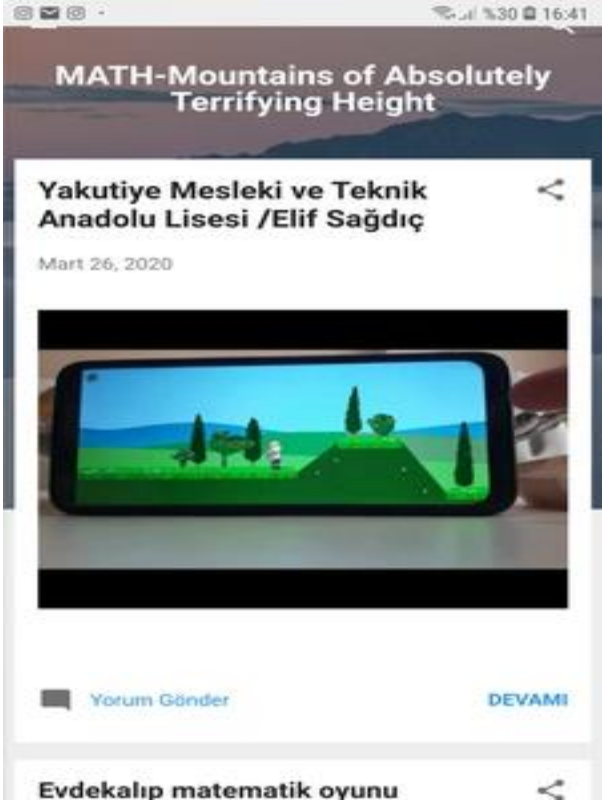 %30 16:41
MATH-Mountains of Absolutely
Terrifying Height
Yakutiye Mesleki ve Teknik
Anadolu Lisesi /Elif Sağdıç
Mart 26, 2020
Yorum Gönder
DEVAMI
Evdekalıp matematik oyunu